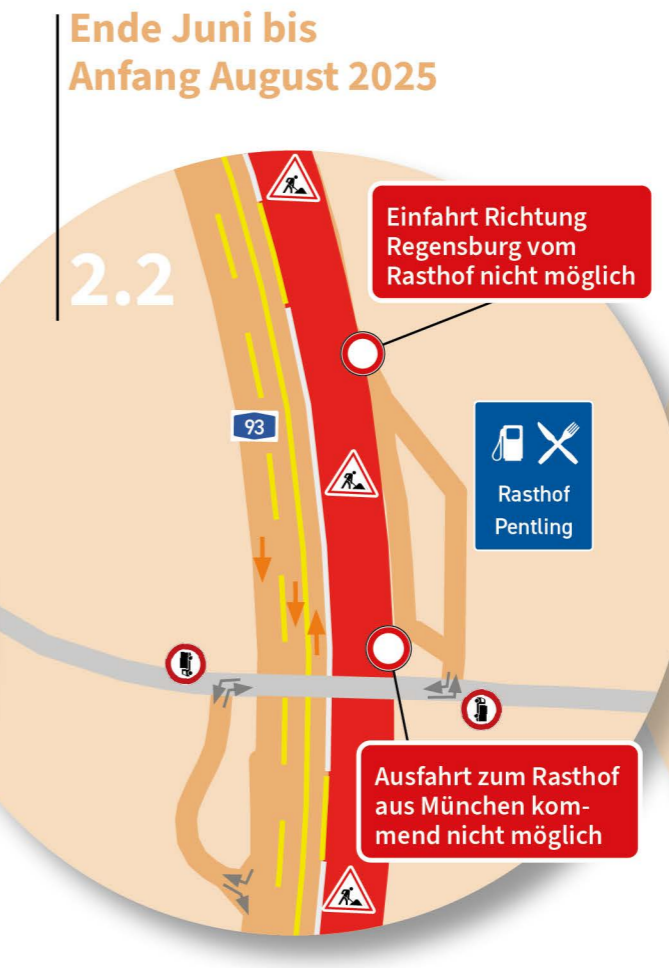 Ende Juni bis
Anfang August 2025
2.2
Einfahrt Richtung
Regensburg vom
Rasthof nicht möglich
93
Rasthof
Pentling
Ausfahrt zum Rasthof
aus München kom-
mend nicht möglich